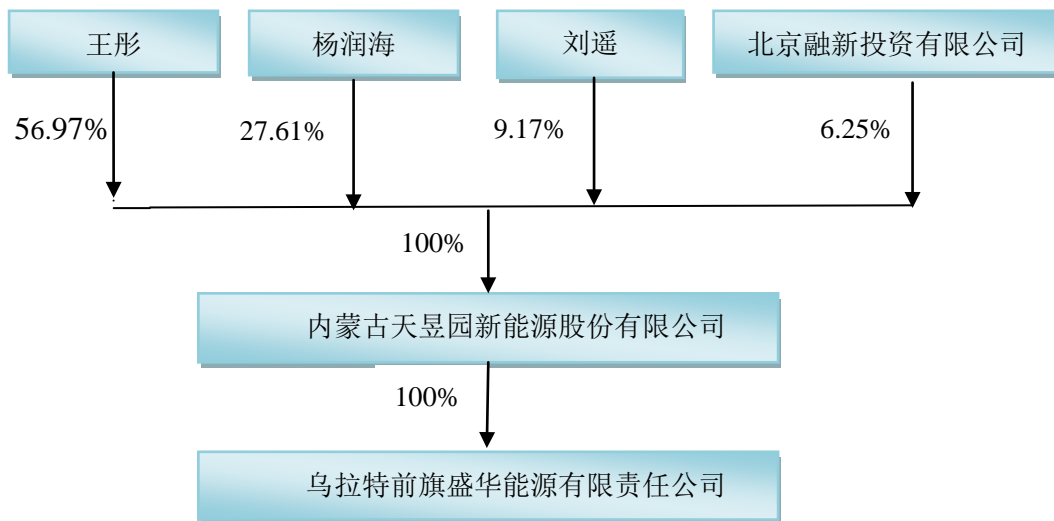 王彤
杨润海
刘遥
北京融新投资有限公司
56.97%
27.61%
9.17%
6.25%
100%
内蒙古天昱园新能源股份有限公司
100%
乌拉特前旗盛华能源有限责任公司